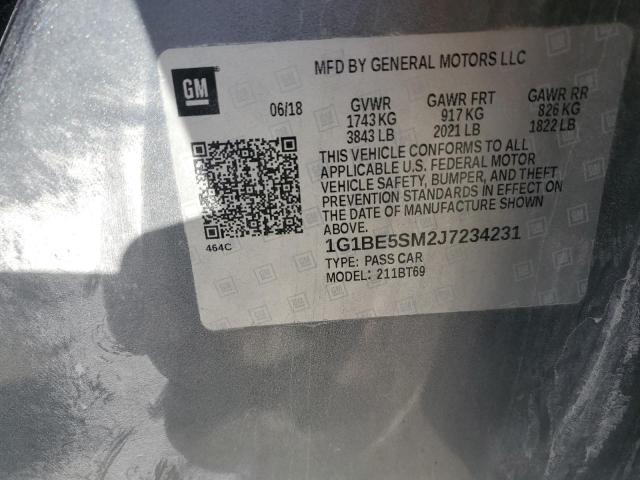 GM
MFD BY GENERAL MOTORS LLC
06/18 GVWR GAWR FRT GAWR RR
1743 KG 917 KG 826 KG
3843 LB 2021 LB 1822 LB
THIS VEHICLE CONFORMS TO ALL
APPLICABLE U.S. FEDERAL MOTOR
VEHICLE SAFETY, BUMPER, AND THEFT
PREVENTION STANDARDS IN EFFECT ON
THE DATE OF MANUFACTURE SHOWN
ABOVE.
464C
1G1BE5SM2J7234231
TYPE: PASS CAR
MODEL: 211BT69